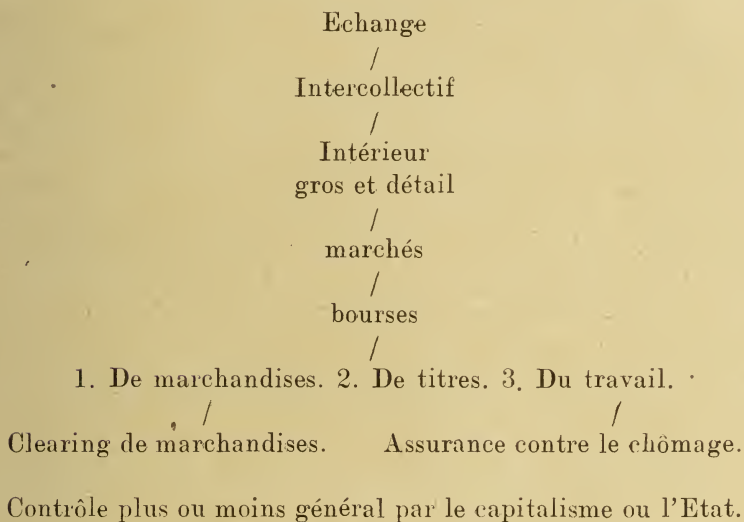 Echange
/
Intercollectif
/
Intérieur
gros et détail
/
marchés
/
bourses
/
1. De marchandises. 2. De titres. 3. Du travail.
/ /
Clearing de marchandises. Assurance contre le chômage.
Contrôle plus ou moins général par le capitalisme ou l'Etat.